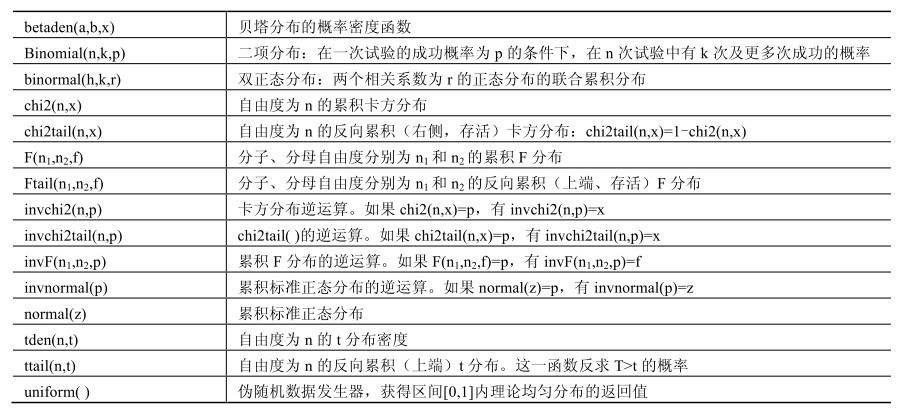 betaden(a,b,x) 贝塔分布的概率密度函数
Binomial(n,k,p) 二项分布：在一次试验的成功概率为 p 的条件下，在 n 次试验中有 k 次及更多次成功的概率
binormal(h,k,r) 双正态分布：两个相关系数为 r 的正态分布的联合累积分布
chi2(n,x) 自由度为 n 的累积卡方分布
chi2tail(n,x) 自由度为 n 的反向累积（右侧，存活）卡方分布：chi2tail(n,x)=1-chi2(n,x)
F(n₁,n₂,f) 分子、分母自由度分别为 n₁ 和 n₂ 的累积 F 分布
Ftail(n₁,n₂,f) 分子、分母自由度分别为 n₁ 和 n₂ 的反向累积（上端、存活）F 分布
invchi2(n,p) 卡方分布逆运算。如果 chi2(n,x)=p，有 invchi2(n,p)=x
invchi2tail(n,p) chi2tail( )的逆运算。如果 chi2tail(n,x)=p，有 invchi2tail(n,p)=x
invF(n₁,n₂,p) 累积 F 分布的逆运算。如果 F(n₁,n₂,f)=p，有 invF(n₁,n₂,p)=f
invnormal(p) 累积标准正态分布的逆运算。如果 normal(z)=p，有 invnormal(p)=z
normal(z) 累积标准正态分布
tden(n,t) 自由度为 n 的 t 分布密度
ttail(n,t) 自由度为 n 的反向累积（上端）t 分布。这一函数反求 T>t 的概率
uniform( ) 伪随机数据发生器，获得区间[0,1]内理论均匀分布的返回值